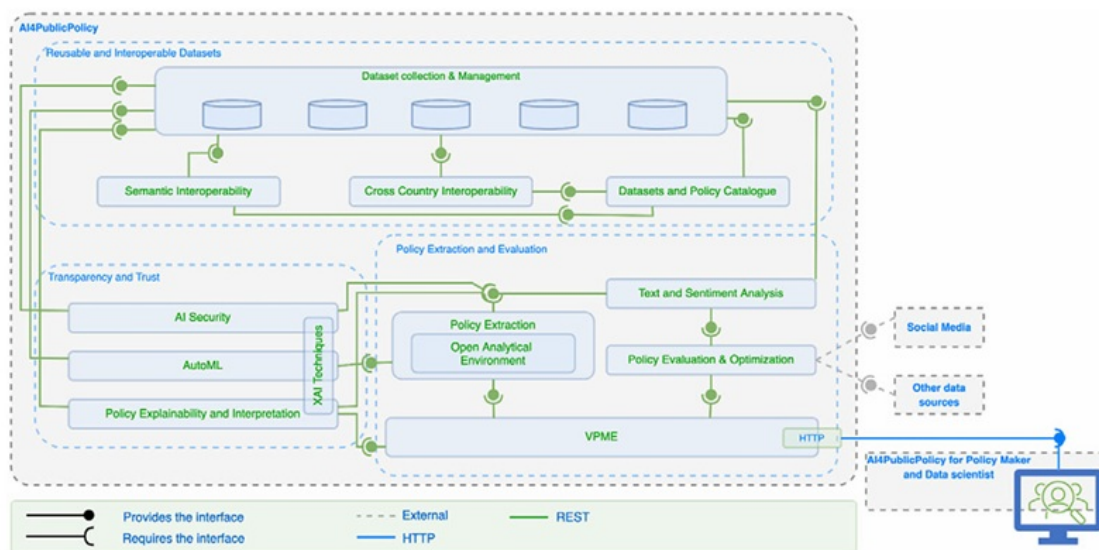 AI4PublicPolicy
Reusable and Interoperable Datasets
Dataset collection & Management
Semantic Interoperability
Cross Country Interoperability
Datasets and Policy Catalogue
Policy Extraction and Evaluation
Transparency and Trust
AI Security
AutoML
Policy Explainability and Interpretation
XAI Techniques
Policy Extraction
Open Analytical
Environment
Text and Sentiment Analysis
Policy Evaluation & Optimization
VPME
HTTP
Social Media
Other data
sources
AI4PublicPolicy for Policy Maker
and Data scientist
Provides the interface
Requires the interface
External
HTTP
REST